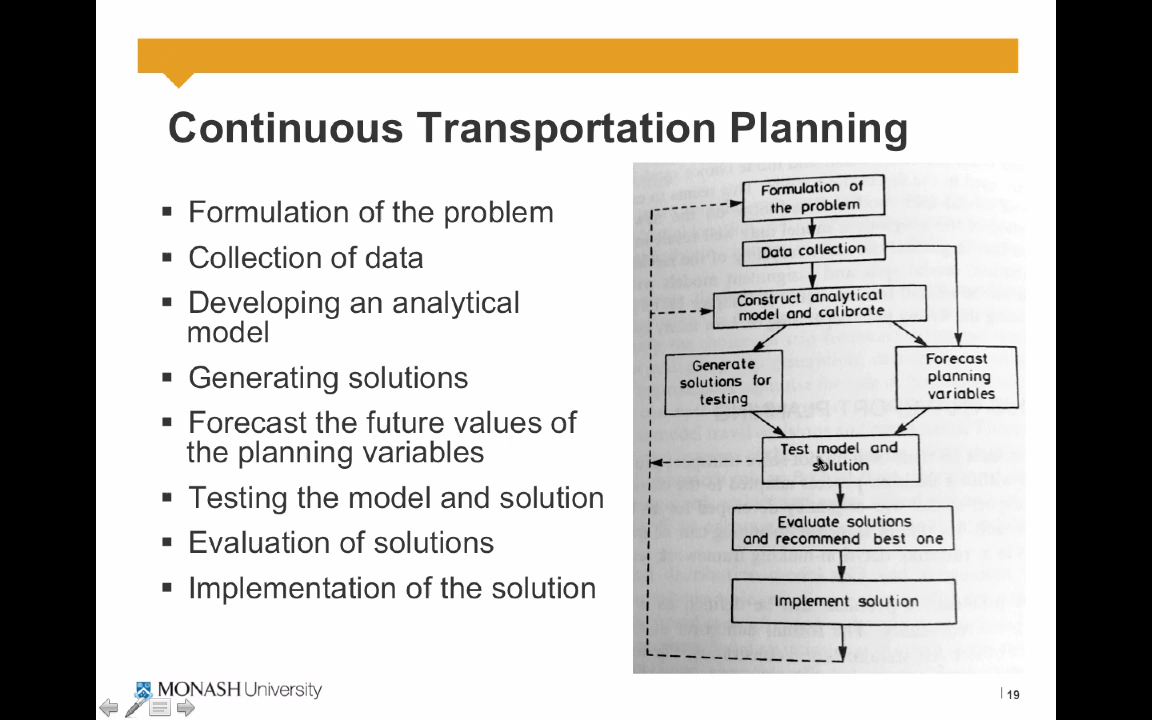 Continuous Transportation Planning
▪ Formulation of the problem
▪ Collection of data
▪ Developing an analytical
model
▪ Generating solutions
▪ Forecast the future values of
the planning variables
▪ Testing the model and solution
▪ Evaluation of solutions
▪ Implementation of the solution
Formulation of
the problem
Data collection
Construct analytical
model and calibrate
Generate
solutions for
testing
Forecast
planning
variables
Test model and
solution
Evaluate solutions
and recommend best one
Implement solution
MONASH University
19